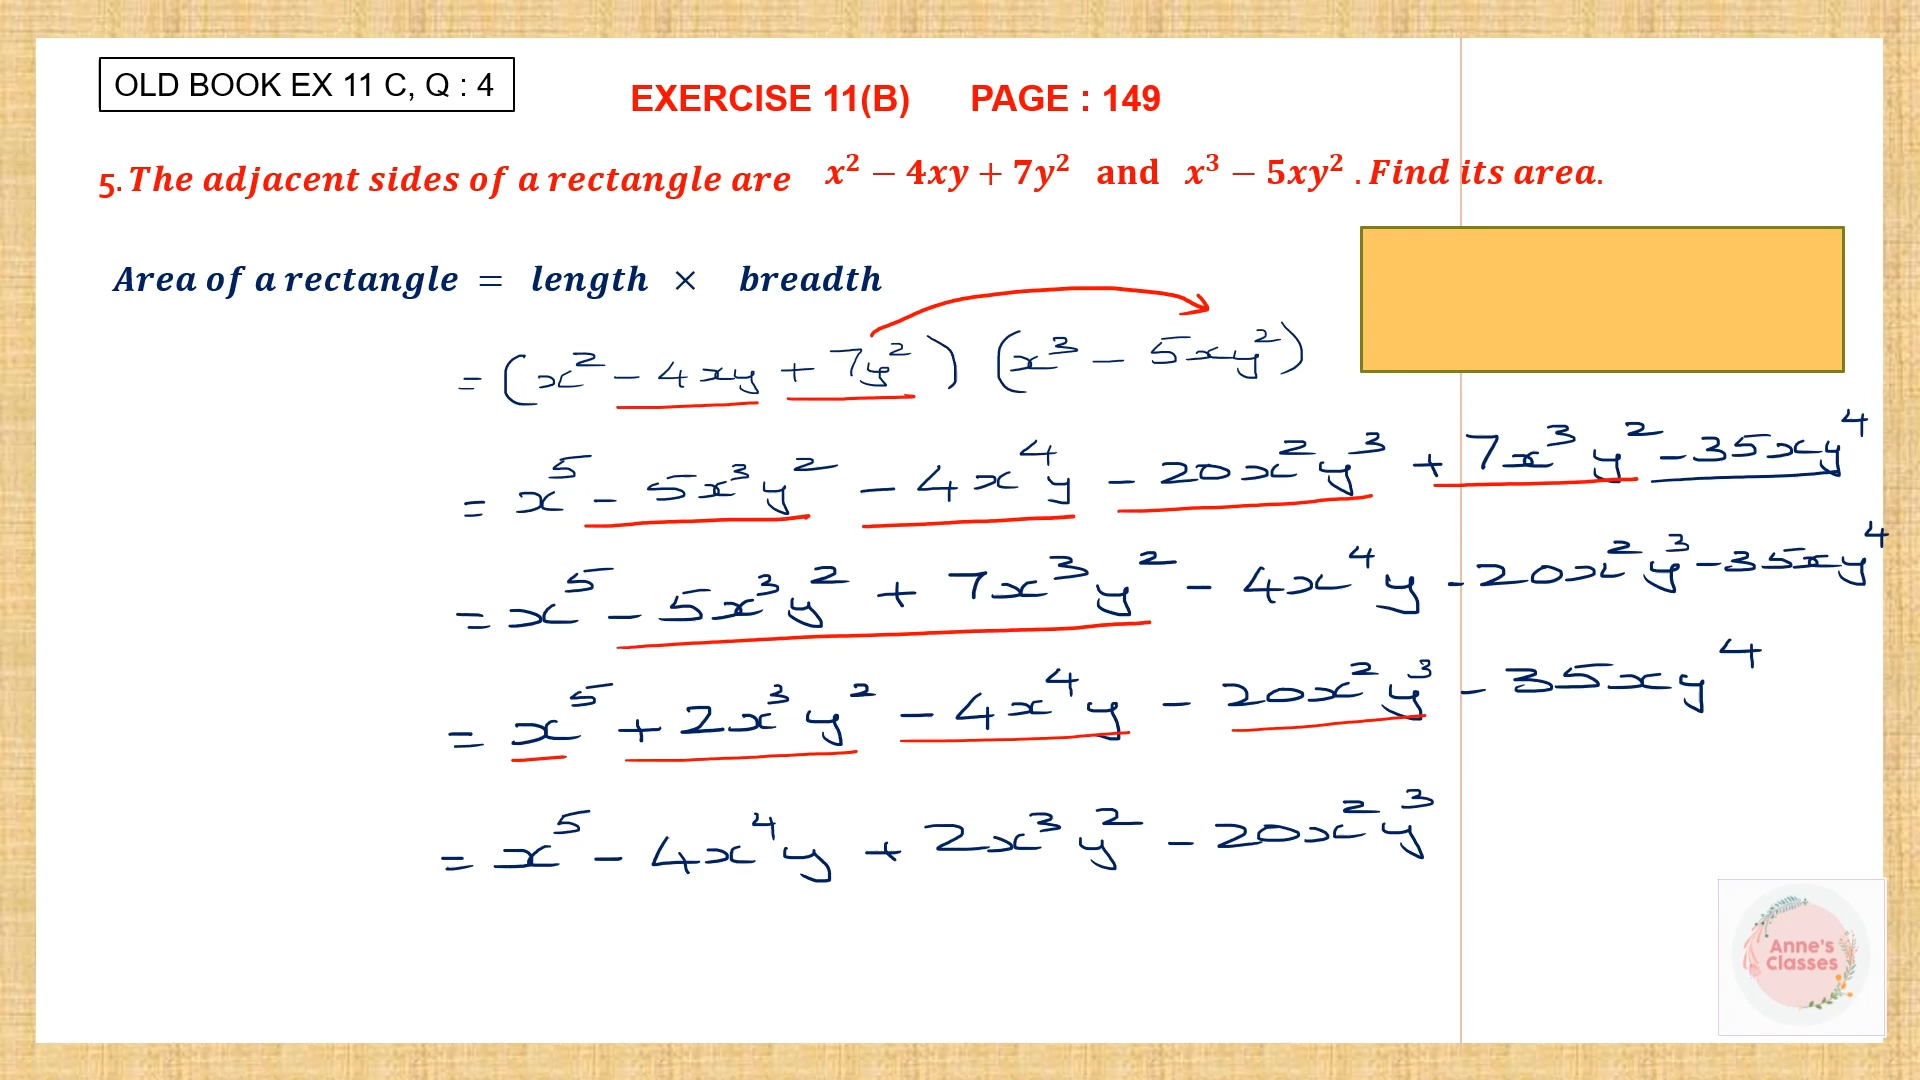 OLD BOOK EX 11 C, Q : 4
EXERCISE 11(B) PAGE : 149
5. The adjacent sides of a rectangle are x² − 4xy + 7y² and x³ − 5xy² . Find its area.
Area of a rectangle = length × breadth
= (x² − 4xy + 7y²) (x³ − 5xy²)
= x⁵ − 5x³y² − 4x⁴y − 20x²y³ + 7x³y² − 35xy⁴
= x⁵ − 5x³y² + 7x³y² − 4x⁴y − 20x²y³ − 35xy⁴
= x⁵ + 2x³y² − 4x⁴y − 20x²y³ − 35xy⁴
= x⁵ − 4x⁴y + 2x³y² − 20x²y³
Anne's
Classes